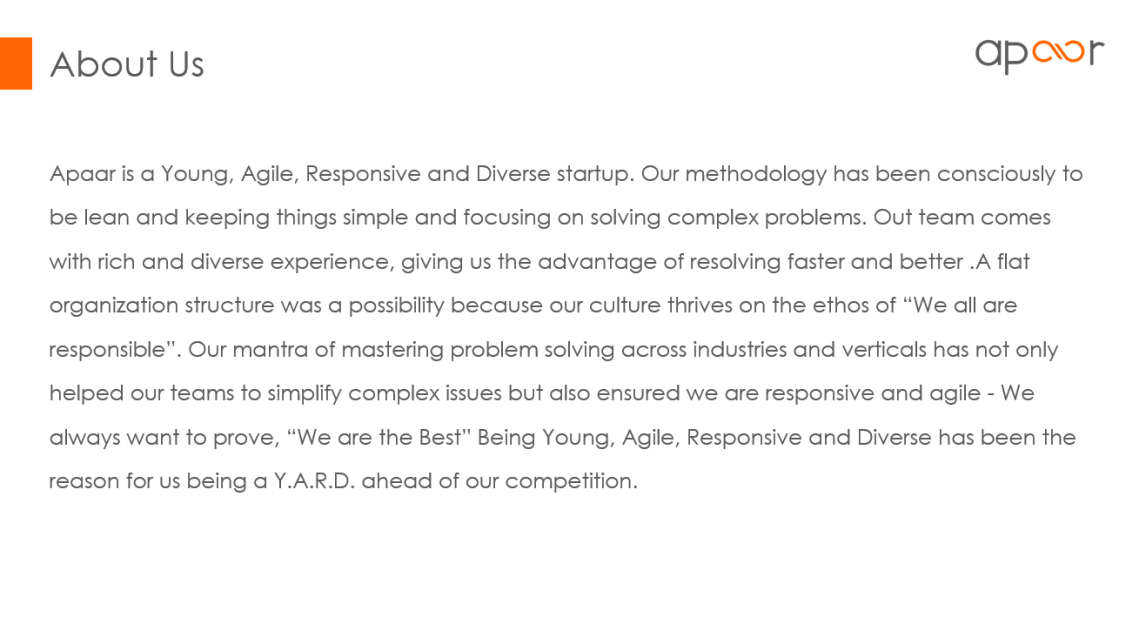 About Us
apaar
Apaar is a Young, Agile, Responsive and Diverse startup. Our methodology has been consciously to
be lean and keeping things simple and focusing on solving complex problems. Out team comes
with rich and diverse experience, giving us the advantage of resolving faster and better .A flat
organization structure was a possibility because our culture thrives on the ethos of “We all are
responsible”. Our mantra of mastering problem solving across industries and verticals has not only
helped our teams to simplify complex issues but also ensured we are responsive and agile - We
always want to prove, “We are the Best” Being Young, Agile, Responsive and Diverse has been the
reason for us being a Y.A.R.D. ahead of our competition.